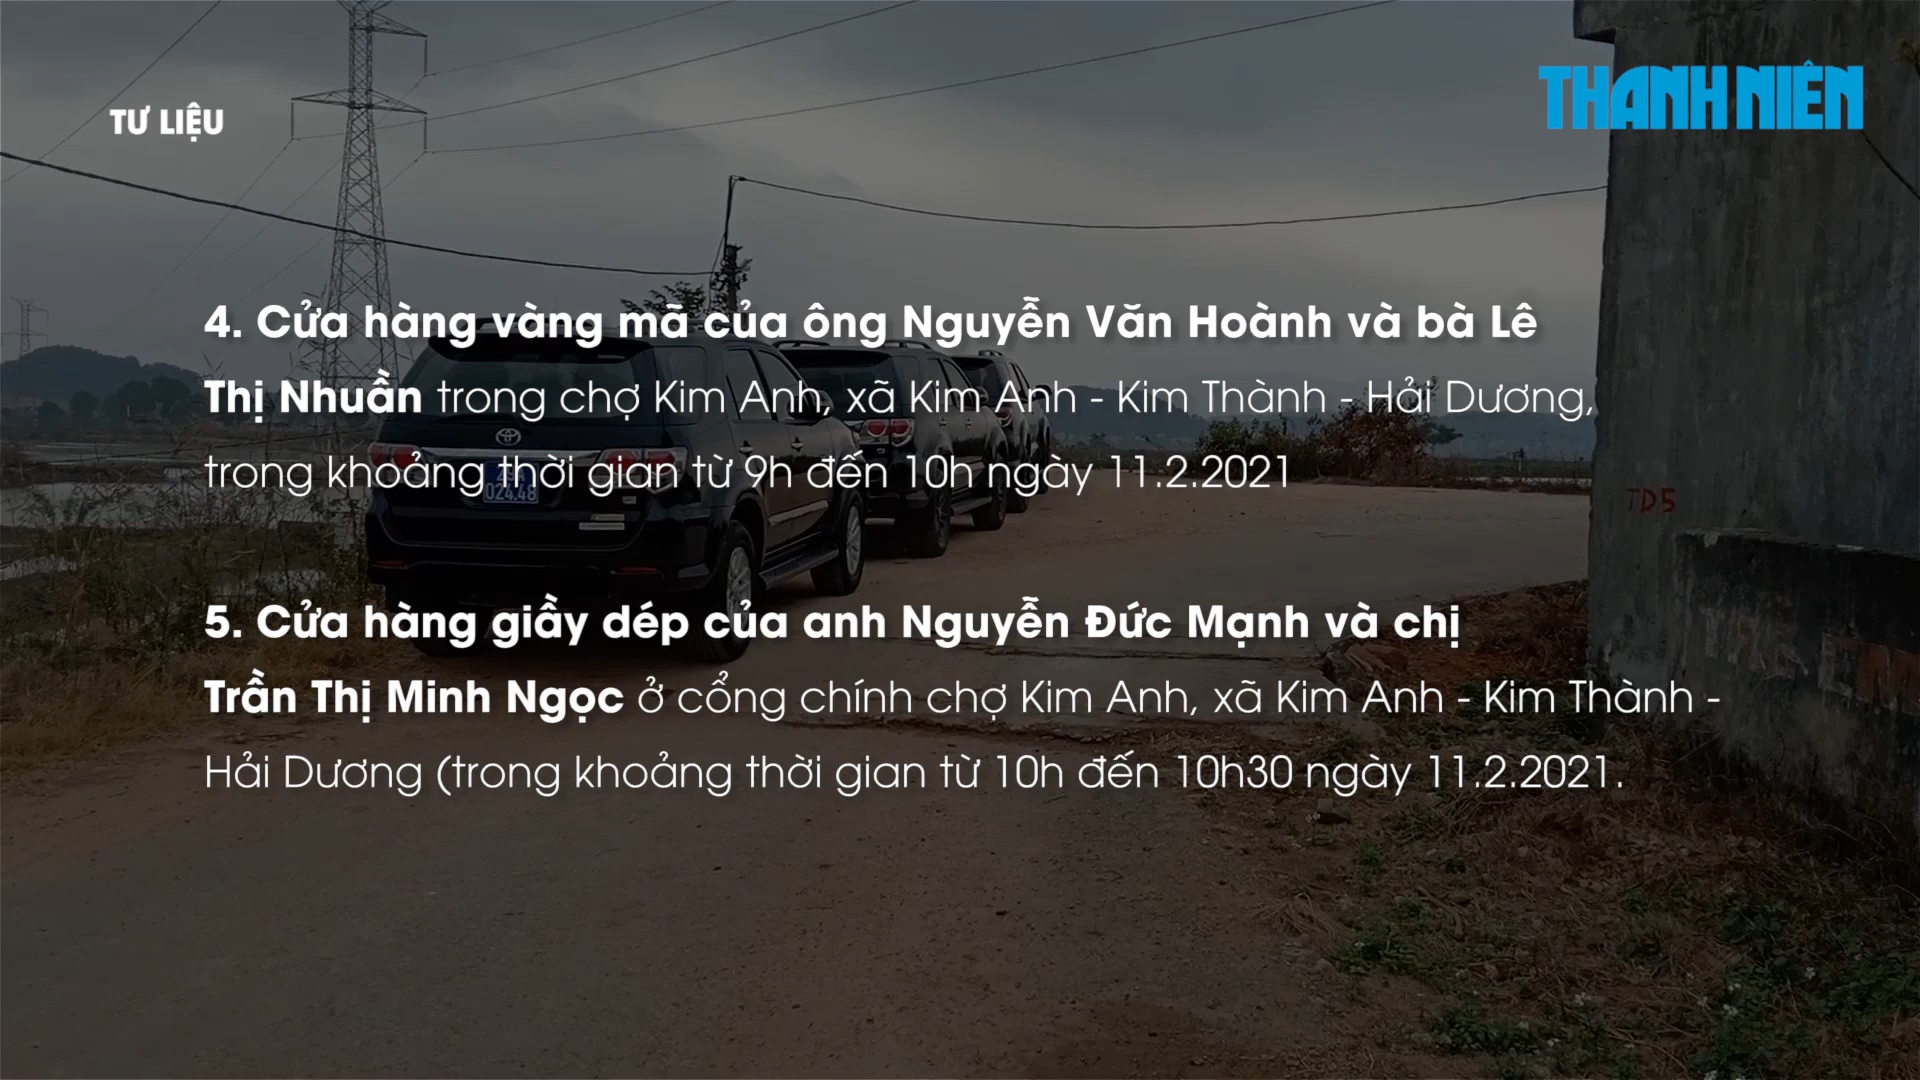 TƯ LIỆU
THANH NIÊN
4. Cửa hàng vàng mã của ông Nguyễn Văn Hoành và bà Lê
Thị Nhuần trong chợ Kim Anh, xã Kim Anh - Kim Thành - Hải Dương,
trong khoảng thời gian từ 9h đến 10h ngày 11.2.2021
024.48
TD5
5. Cửa hàng giầy dép của anh Nguyễn Đức Mạnh và chị
Trần Thị Minh Ngọc ở cổng chính chợ Kim Anh, xã Kim Anh - Kim Thành -
Hải Dương (trong khoảng thời gian từ 10h đến 10h30 ngày 11.2.2021.